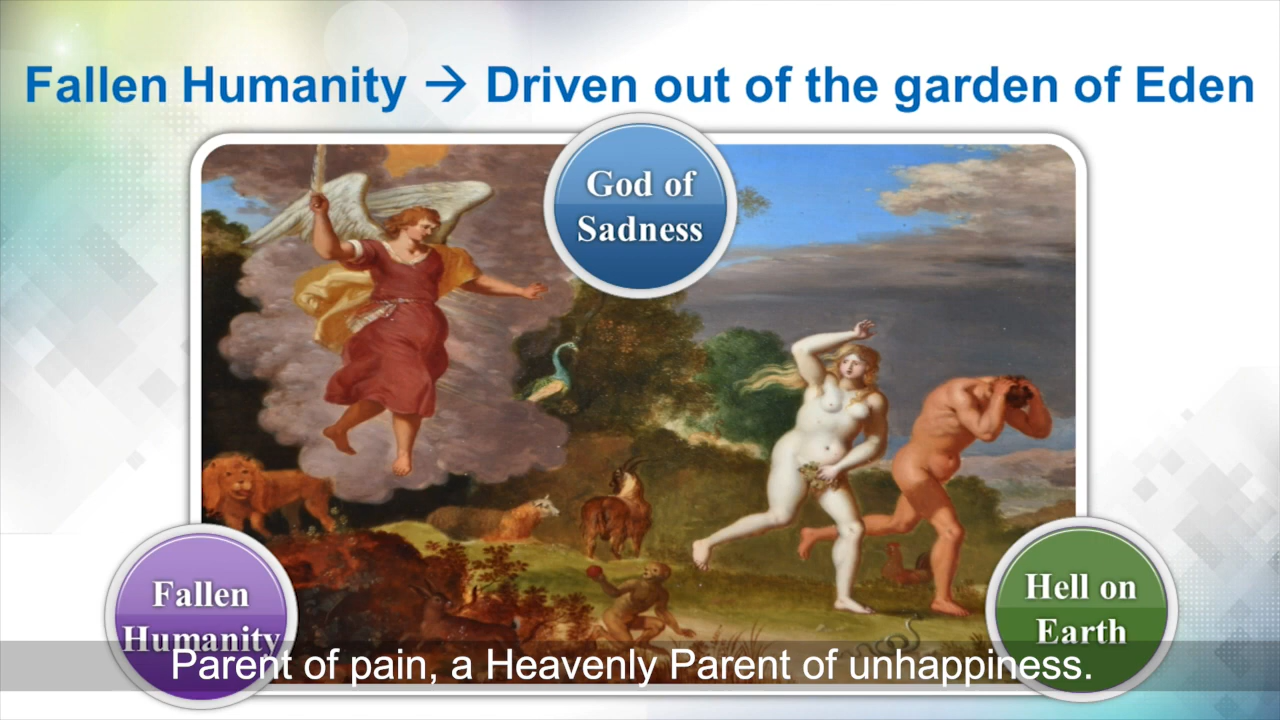 Fallen Humanity → Driven out of the garden of Eden
God of
Sadness
Fallen
Humanity
Hell on
Earth
Parent of pain, a Heavenly Parent of unhappiness.